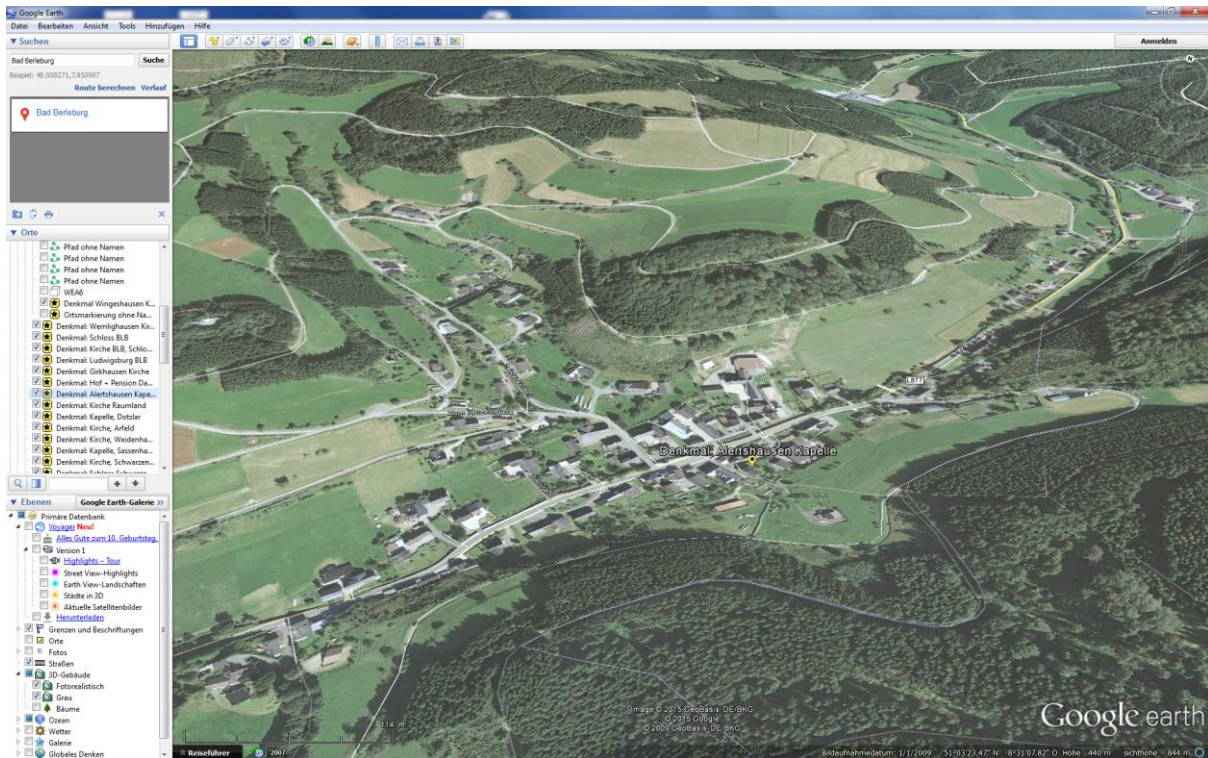 Google Earth
Datei Bearbeiten Ansicht Tools Hinzufügen Hilfe
Suchen
Anmelden
Bad Berleburg Suche
Beispiel: 48.008271,7.850997
Route berechnen Verlauf
Bad Berleburg
Orte
Pfad ohne Namen
Pfad ohne Namen
Pfad ohne Namen
Pfad ohne Namen
WEA6
Denkmal Wingeshausen K...
Ortsmarkierung ohne Na...
Denkmal: Wemlighausen Kir...
Denkmal: Schloss BLB
Denkmal: Kirche BLB, Schlo...
Denkmal: Ludwigsburg BLB
Denkmal: Girkhausen Kirche
Denkmal: Hof + Pension Da...
Denkmal: Alertshausen Kape...
Denkmal: Kirche Raumland
Denkmal: Kapelle, Dotzlar
Denkmal: Kirche, Arfeld
Denkmal: Kirche, Weidenha...
Denkmal: Kapelle, Sassenha...
Denkmal: Kirche, Schwarzen...
Denkmal: Schloss Schwarze...
Ebenen Google Earth-Galerie >>
Primäre Datenbank
Voyager Neu!
Alles Gute zum 10. Geburtstag,
Version 1
Highlights – Tour
Street View-Highlights
Earth View-Landschaften
Städte in 3D
Aktuelle Satellitenbilder
Herunterladen
Grenzen und Beschriftungen
Orte
Fotos
Straßen
3D-Gebäude
Fotorealistisch
Grau
Bäume
Ozean
Wetter
Galerie
Globales Denken
N
L877
Denkmal: Alertshausen Kapelle
114 m
Image © 2015 GeoBasis-DE/BKG
© 2015 Google
© 2009 GeoBasis-DE/BKG
Google earth
Reiseführer 2007
Bildaufnahmedatum: 1/1/2009 51°03'23.47" N 8°31'07.82" O Höhe 440 m sichthöhe 844 m